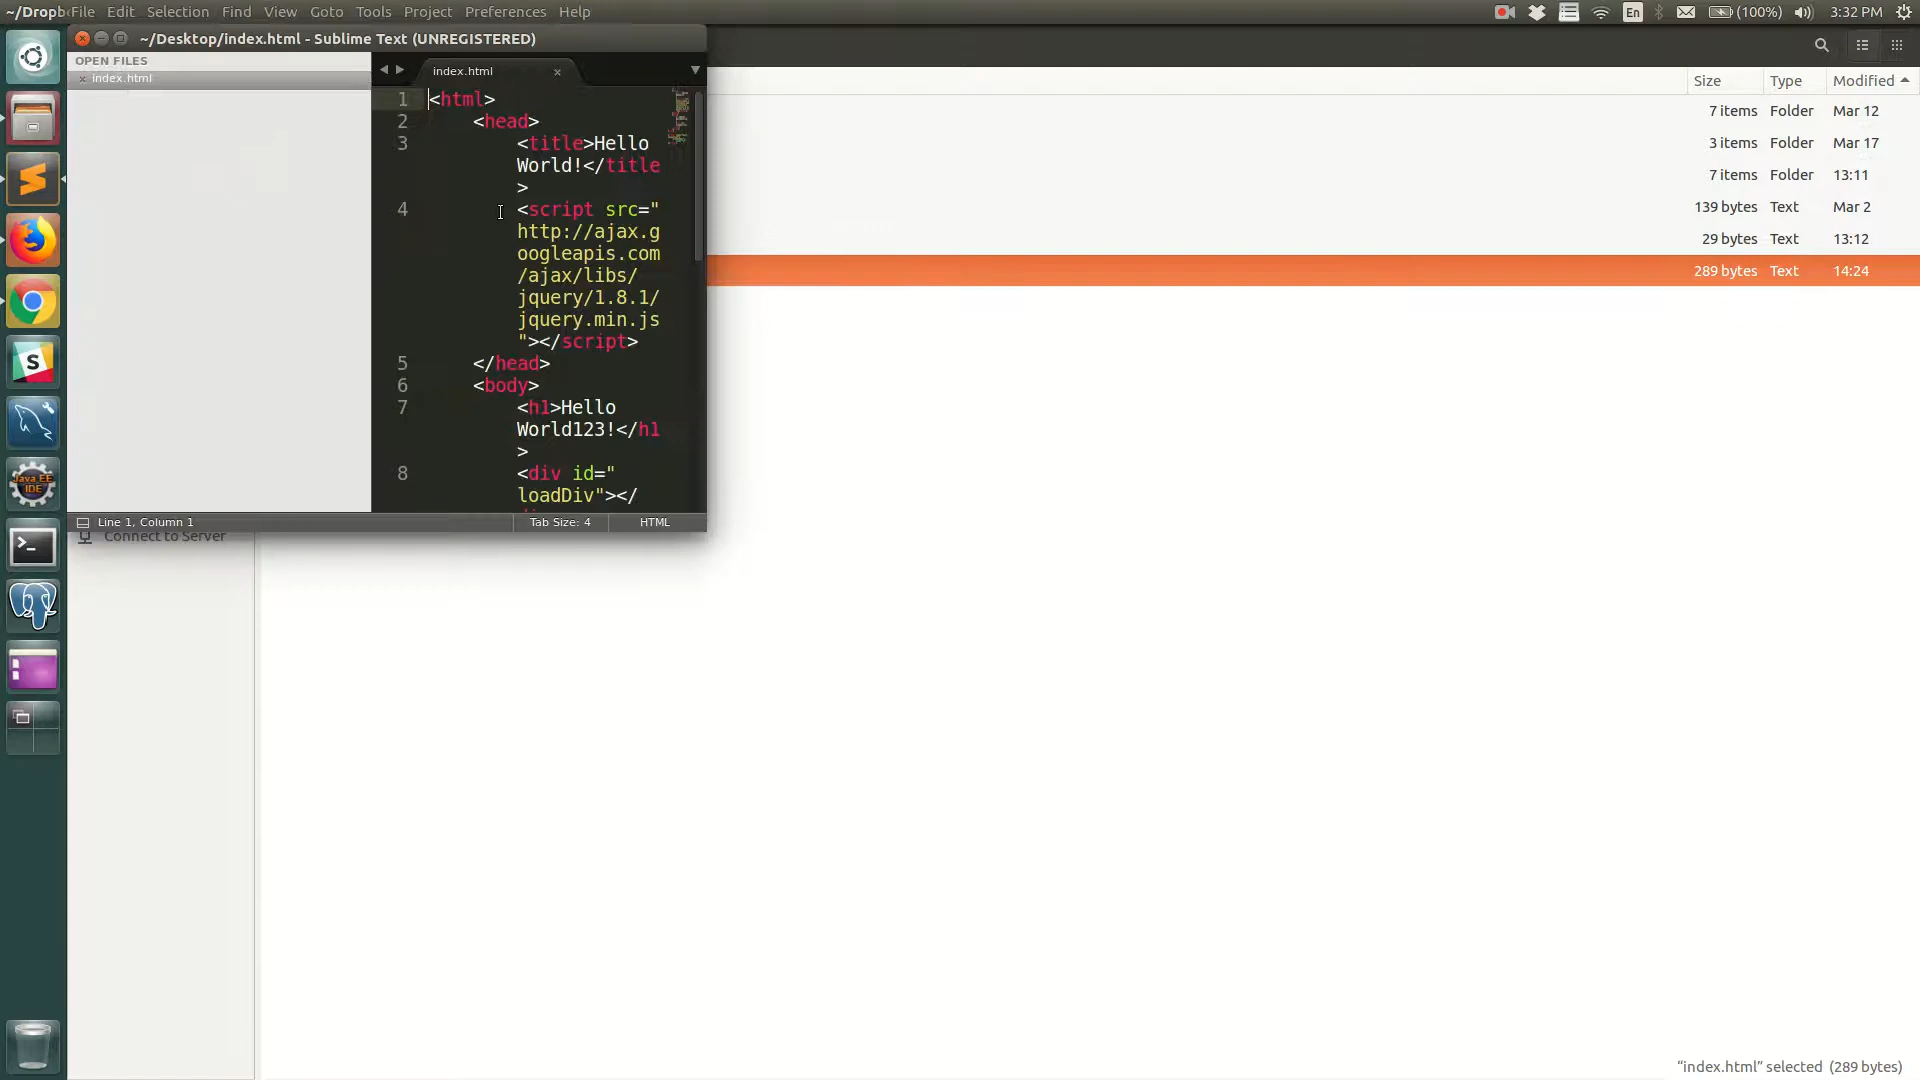 ~/Dropb File Edit Selection Find View Goto Tools Project Preferences Help
En (100%) 3:32 PM
~/Desktop/index.html - Sublime Text (UNREGISTERED)
OPEN FILES
index.html
index.html
1 <html>
2 <head>
3 <title>Hello
World!</title
>
4 <script src="
http://ajax.g
oogleapis.com
/ajax/libs/
jquery/1.8.1/
jquery.min.js
"></script>
5 </head>
6 <body>
7 <h1>Hello
World123!</h1
>
8 <div id="
loadDiv"></
Line 1, Column 1 Tab Size: 4 HTML
Connect to Server
Size Type Modified
7 items Folder Mar 12
3 items Folder Mar 17
7 items Folder 13:11
139 bytes Text Mar 2
29 bytes Text 13:12
289 bytes Text 14:24
S
Java EE
IDE
>_
"index.html" selected (289 bytes)